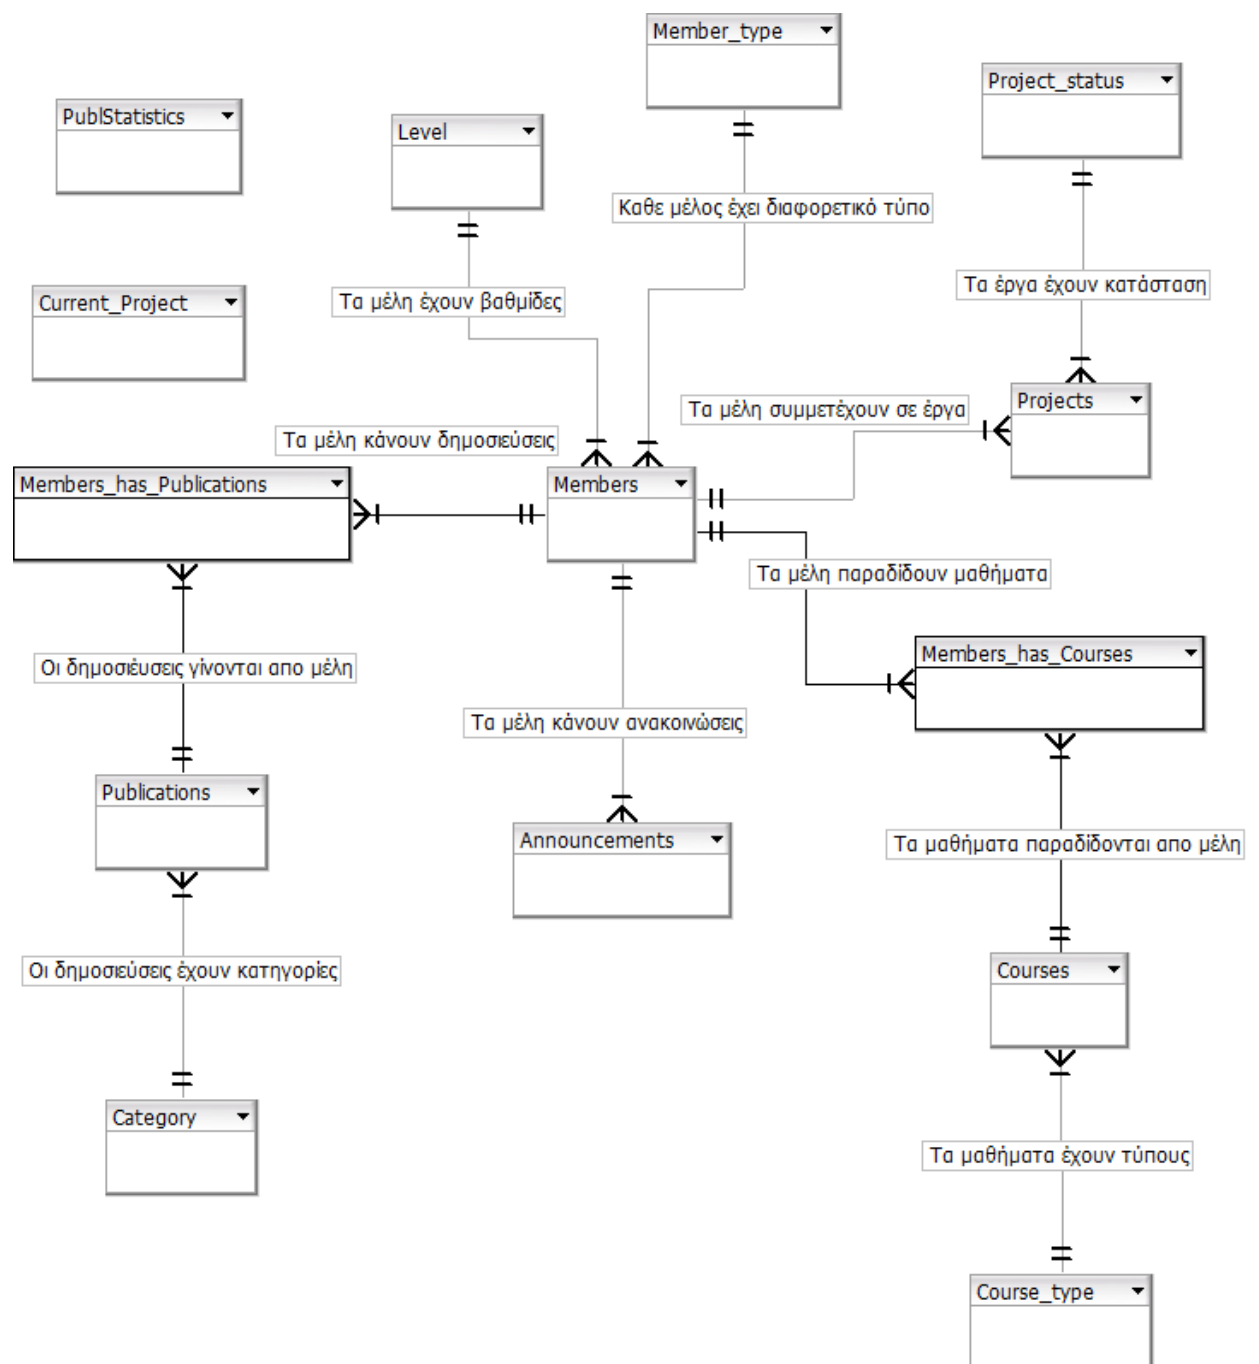 Member_type
Project_status
PublStatistics
Level
Καθε μέλος έχει διαφορετικό τύπο
Τα έργα έχουν κατάσταση
Current_Project
Τα μέλη έχουν βαθμίδες
Projects
Τα μέλη συμμετέχουν σε έργα
Τα μέλη κάνουν δημοσιεύσεις
Members_has_Publications
Members
Τα μέλη παραδίδουν μαθήματα
Members_has_Courses
Οι δημοσιέυσεις γίνονται απο μέλη
Τα μέλη κάνουν ανακοινώσεις
Publications
Announcements
Τα μαθήματα παραδίδονται απο μέλη
Οι δημοσιεύσεις έχουν κατηγορίες
Courses
Category
Τα μαθήματα έχουν τύπους
Course_type